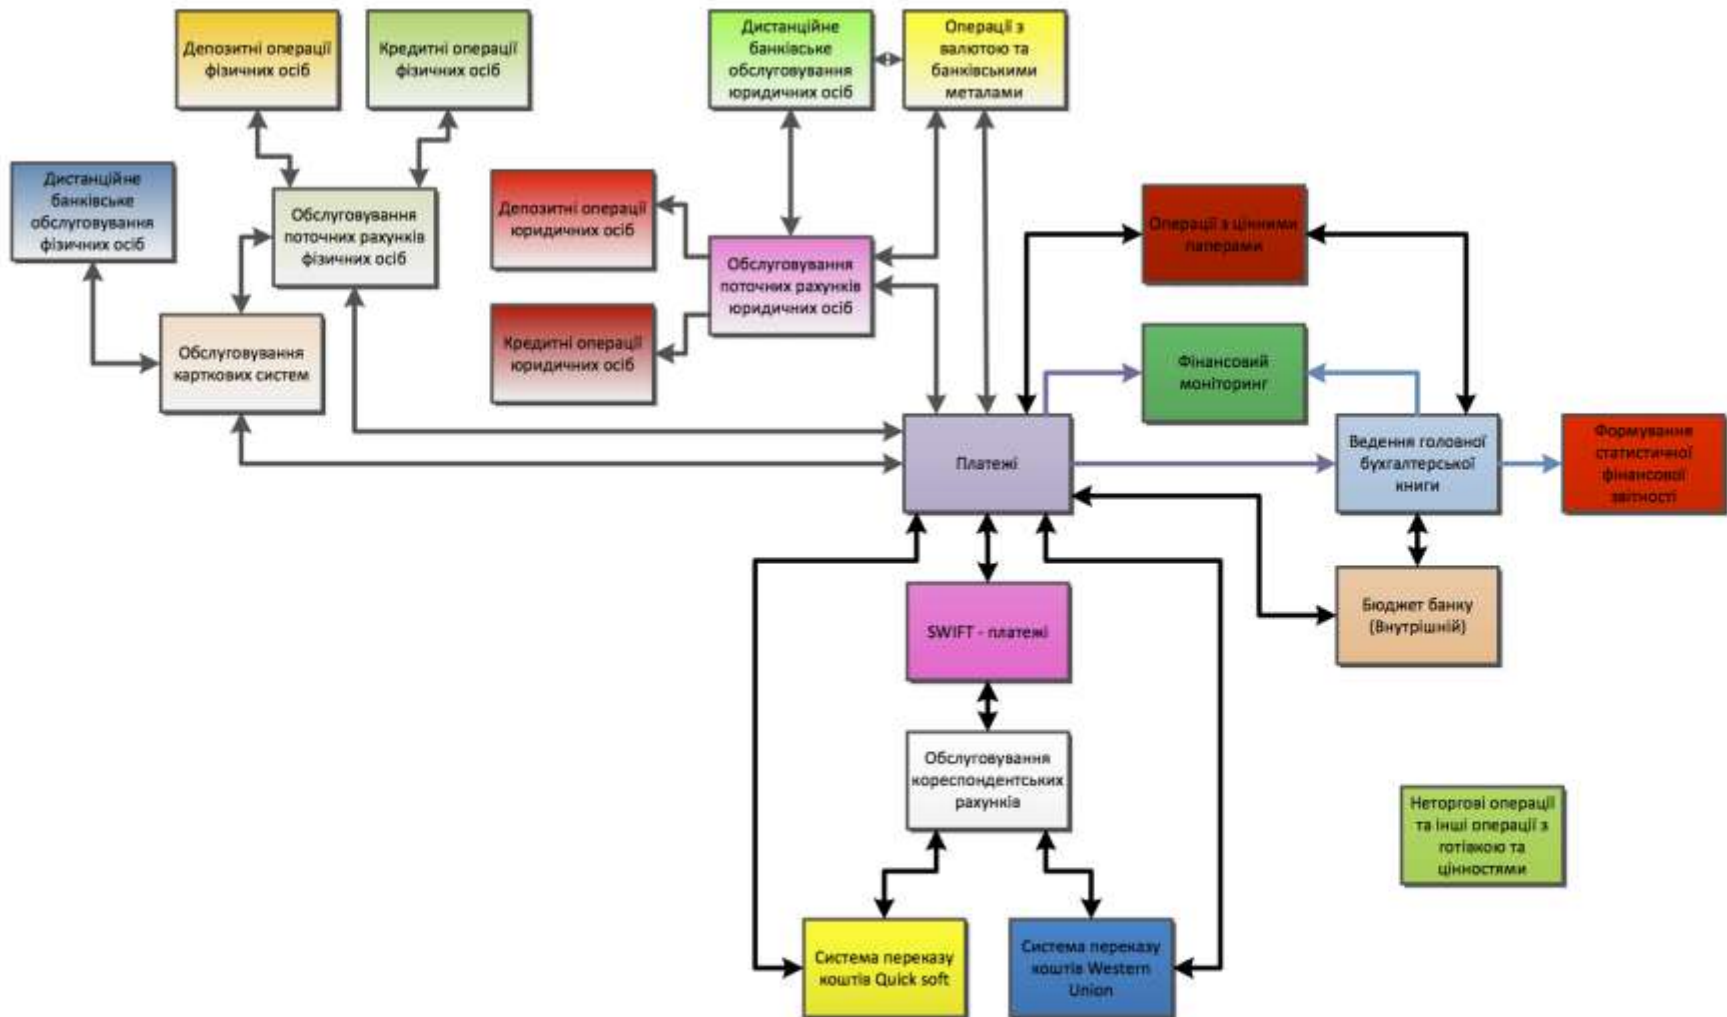 Депозитні операції
фізичних осіб
Кредитні операції
фізичних осіб
Дистанційне
банківське
обслуговування
юридичних осіб
Операції з
валютою та
банківськими
металами
Дистанційне
банківське
обслуговування
фізичних осіб
Обслуговування
поточних рахунків
фізичних осіб
Депозитні операції
юридичних осіб
Обслуговування
поточних рахунків
юридичних осіб
Операції з цінними
паперами
Обслуговування
карткових систем
Кредитні операції
юридичних осіб
Фінансовий
моніторинг
Платежі
Ведення головної
бухгалтерської
книги
Формування
статистичної
фінансової
звітності
SWIFT - платежі
Бюджет банку
(Внутрішній)
Обслуговування
кореспондентських
рахунків
Неторгові операції
та інші операції з
готівкою та
цінностями
Система переказу
коштів Quick soft
Система переказу
коштів Western
Union